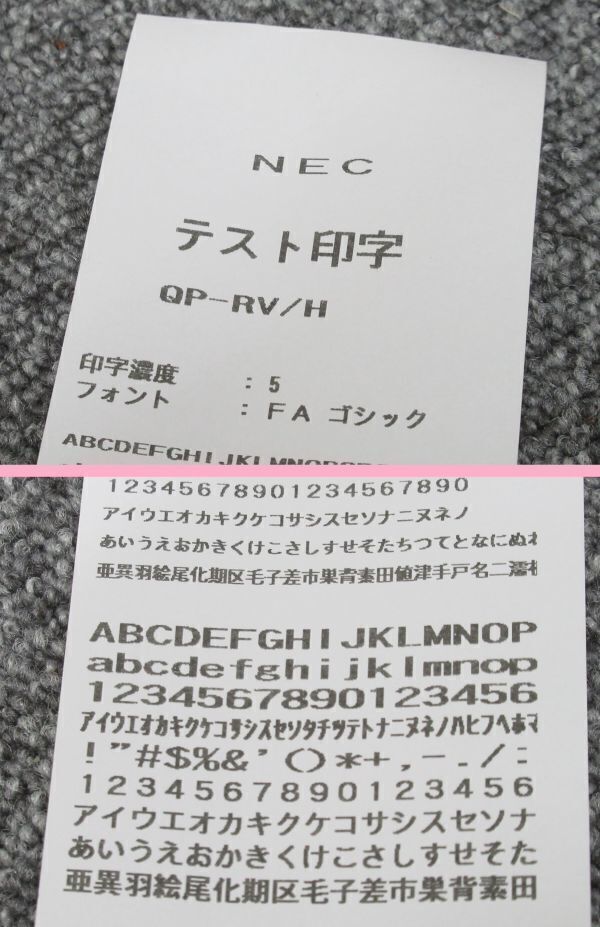 NEC
テスト印字
QP-RV/H
印字濃度 : 5
フォント : FA ゴシック
ABCDEFGHIJKLMNOP
12345678901234567890
アイウエオカキクケコサシスセソナニヌネノ
あいうえおかきくけこさしすせそたちつてとなにぬね
亜異羽絵尾化期区毛子差市巣背素田値津手戸名二濡根
ABCDEFGHIJKLMNOP
abcdefghijklmnop
12345678901234567890123456
アイウエオカキクケコサシスセソタチツテトナニヌネノハヒフヘホマ
!"#$%&'()*+,-./:
1234567890123456
アイウエオカキクケコサシスセソナ
あいうえおかきくけこさしすせそた
亜異羽絵尾化期区毛子差市巣背素田